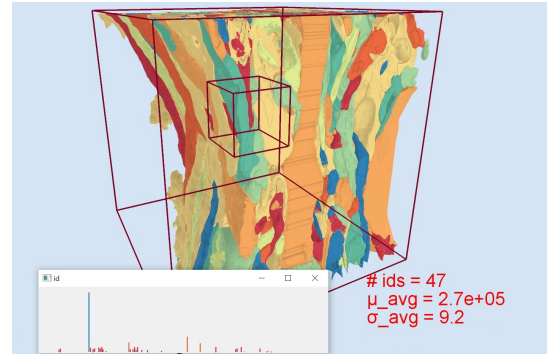 id
# ids = 47
μ_avg = 2.7e+05
σ_avg = 9.2